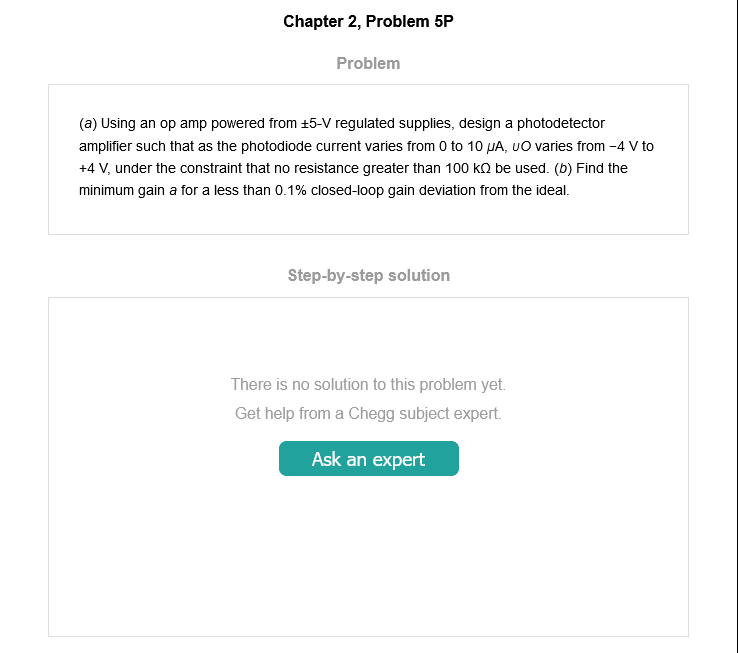 Chapter 2, Problem 5P
Problem
(a) Using an op amp powered from ±5-V regulated supplies, design a photodetector
amplifier such that as the photodiode current varies from 0 to 10 μA, υO varies from −4 V to
+4 V, under the constraint that no resistance greater than 100 kΩ be used. (b) Find the
minimum gain a for a less than 0.1% closed-loop gain deviation from the ideal.
Step-by-step solution
There is no solution to this problem yet.
Get help from a Chegg subject expert.
Ask an expert